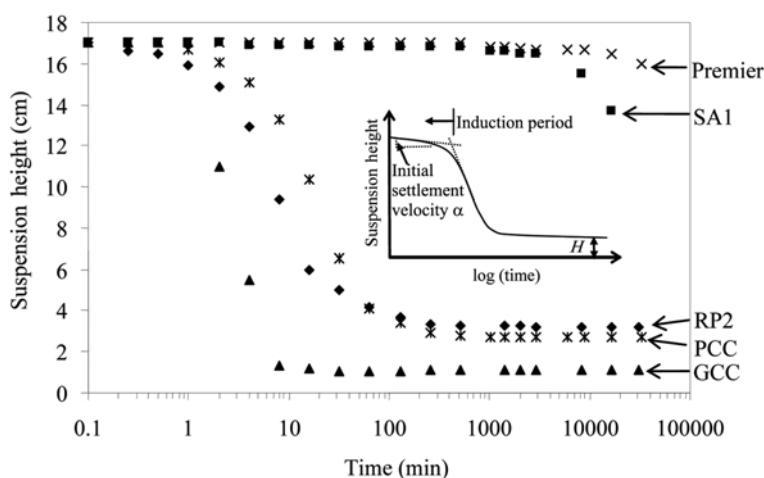 18
16
14
12
10
8
6
4
2
0
Suspension height (cm)
0.1
1
10
100
1000
10000
100000
Time (min)
Premier
SA1
RP2
PCC
GCC
Induction period
Initial
settlement
velocity α
Suspension height
H
log (time)